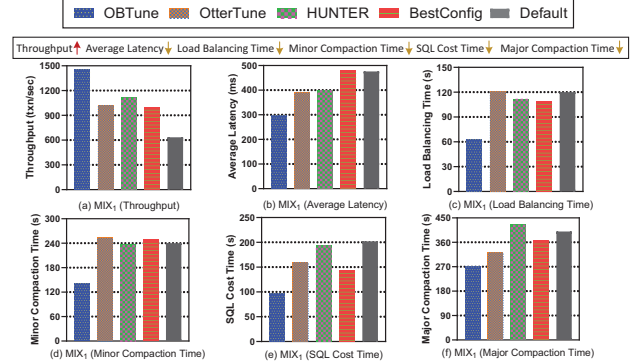 OBTune OtterTune HUNTER BestConfig Default
Throughput↑ Average Latency↓ Load Balancing Time↓ Minor Compaction Time↓ SQL Cost Time↓ Major Compaction Time↓
Throughput (txn/sec)
1500
1200
900
600
300
0
(a) MIX₁ (Throughput)
Average Latency (ms)
500
400
300
200
100
0
(b) MIX₁ (Average Latency)
Load Balancing Time (s)
120
90
60
30
0
(c) MIX₁ (Load Balancing Time)
Minor Compaction Time (s)
300
240
180
120
60
0
(d) MIX₁ (Minor Compaction Time)
SQL Cost Time (s)
200
150
100
50
0
(e) MIX₁ (SQL Cost Time)
Major Compaction Time (s)
450
360
270
180
90
0
(f) MIX₁ (Major Compaction Time)